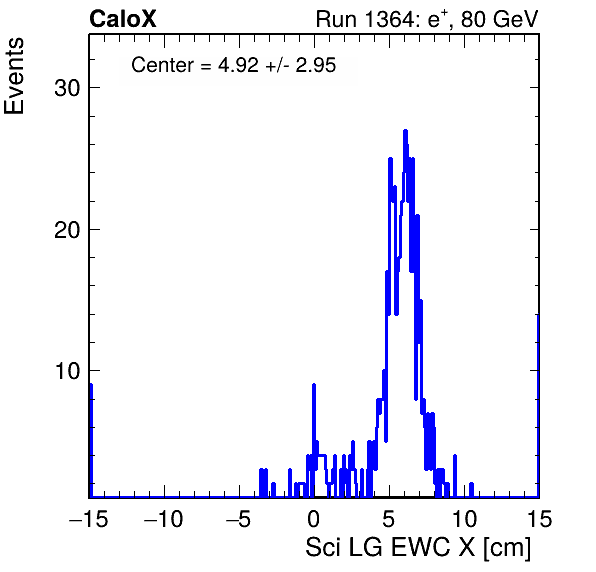 CaloX
Run 1364: e+, 80 GeV
Center = 4.92 +/- 2.95
Events
30
20
10
−15
−10
−5
0
5
10
15
Sci LG EWC X [cm]